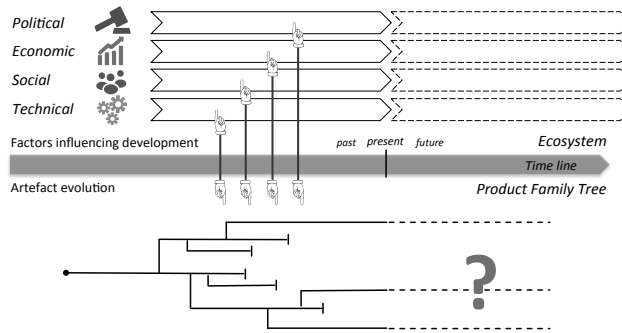 Political
Economic
Social
Technical
Factors influencing development
past present future
Ecosystem
Time line
Artefact evolution
Product Family Tree
?